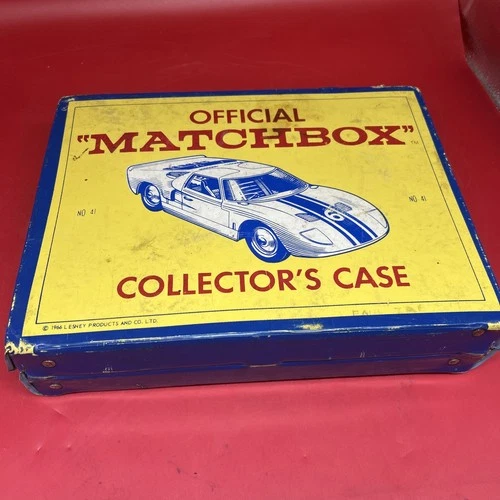 OFFICIAL
"MATCHBOX"
6
NO 41
NO. 41
COLLECTOR'S CASE
© 1966 LESNEY PRODUCTS AND CO. LTD.